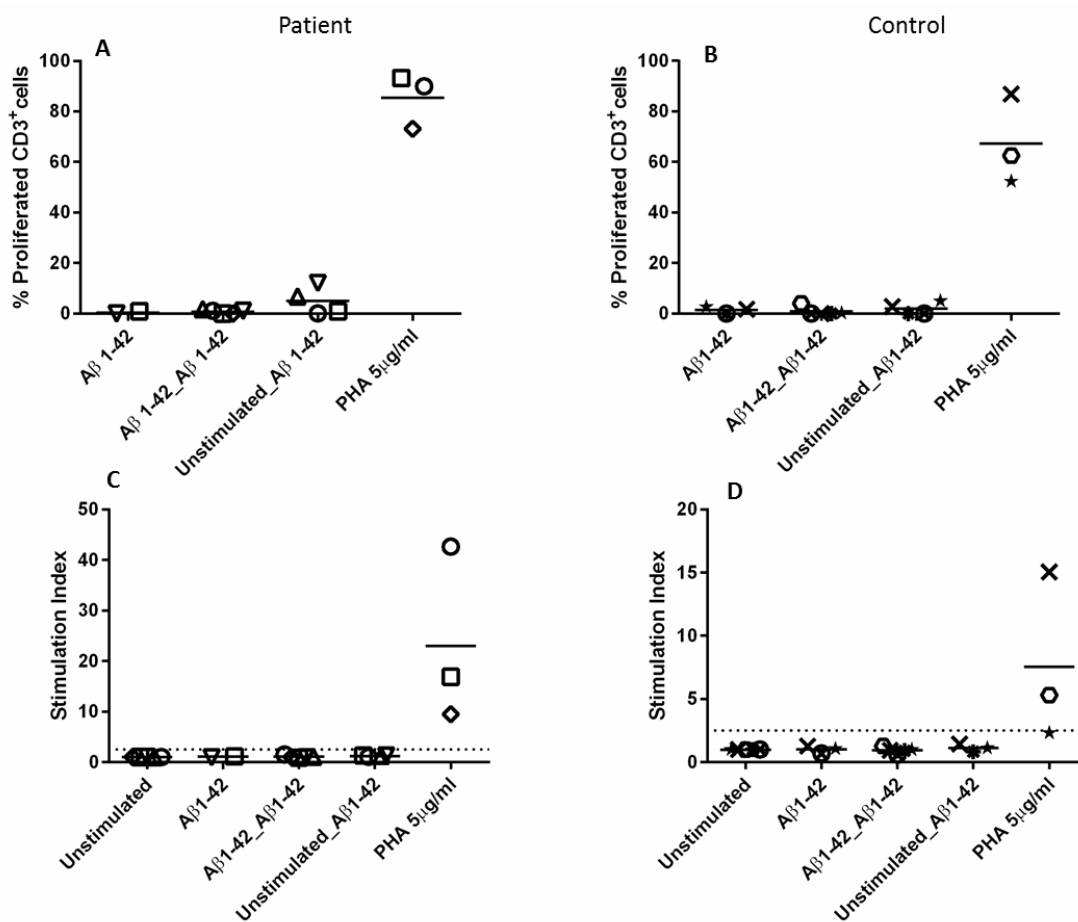 Patient
Control
A
% Proliferated CD3+ cells
100
80
60
40
20
0
Aβ 1-42
Aβ 1-42_Aβ 1-42
Unstimulated_Aβ 1-42
PHA 5µg/ml
B
% Proliferated CD3+ cells
100
80
60
40
20
0
Aβ1-42
Aβ1-42_Aβ1-42
Unstimulated_Aβ1-42
PHA 5µg/ml
C
Stimulation Index
50
40
30
20
10
0
Unstimulated
Aβ1-42
Aβ1-42_Aβ1-42
Unstimulated_Aβ1-42
PHA 5µg/ml
D
Stimulation Index
20
15
10
5
0
Unstimulated
Aβ1-42
Aβ1-42_Aβ1-42
Unstimulated_Aβ1-42
PHA 5µg/ml